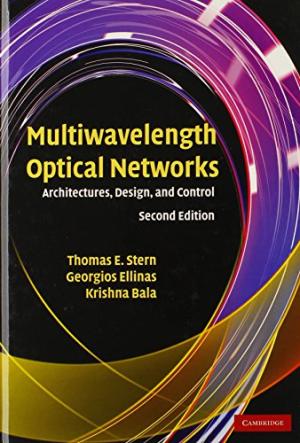 Multiwavelength
Optical Networks
Architectures, Design, and Control
Second Edition
Thomas E. Stern
Georgios Ellinas
Krishna Bala
CAMBRIDGE